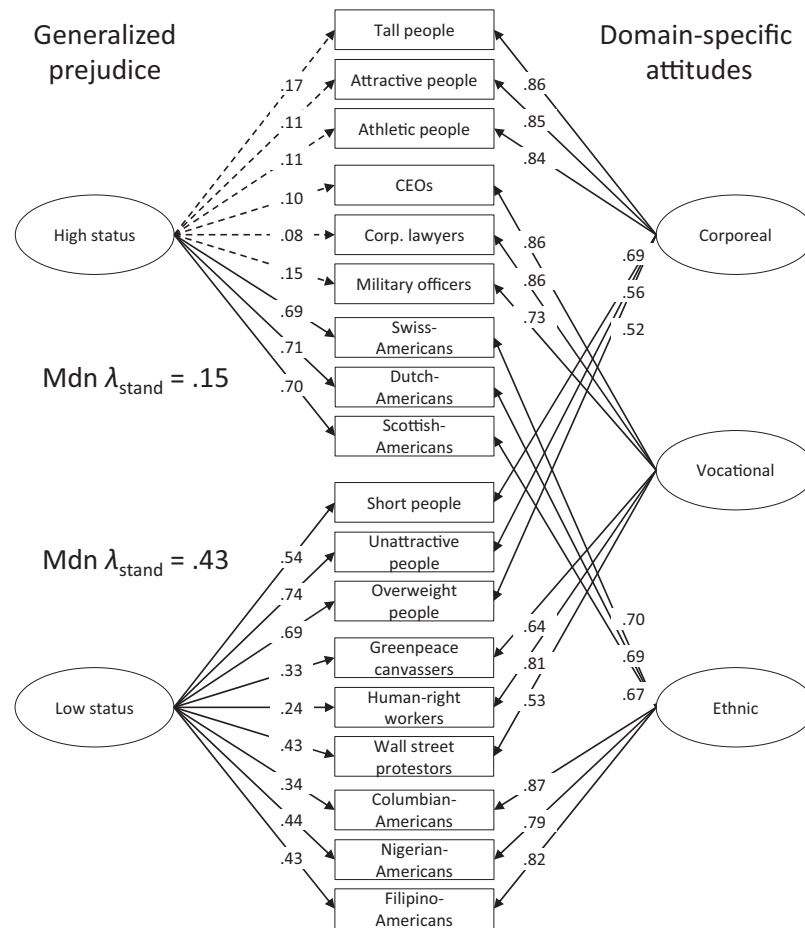 Generalized
prejudice
Domain-specific
attitudes
Tall people
Attractive people
Athletic people
CEOs
Corp. lawyers
Military officers
Swiss-
Americans
Dutch-
Americans
Scottish-
Americans
Short people
Unattractive
people
Overweight
people
Greenpeace
canvassers
Human-right
workers
Wall street
protestors
Columbian-
Americans
Nigerian-
Americans
Filipino-
Americans
High status
Low status
Corporeal
Vocational
Ethnic
Mdn λstand = .15
Mdn λstand = .43
.17
.11
.11
.10
.08
.15
.69
.71
.70
.54
.74
.69
.33
.24
.43
.34
.44
.43
.86
.85
.84
.69
.56
.52
.86
.86
.73
.64
.81
.53
.70
.69
.67
.87
.79
.82